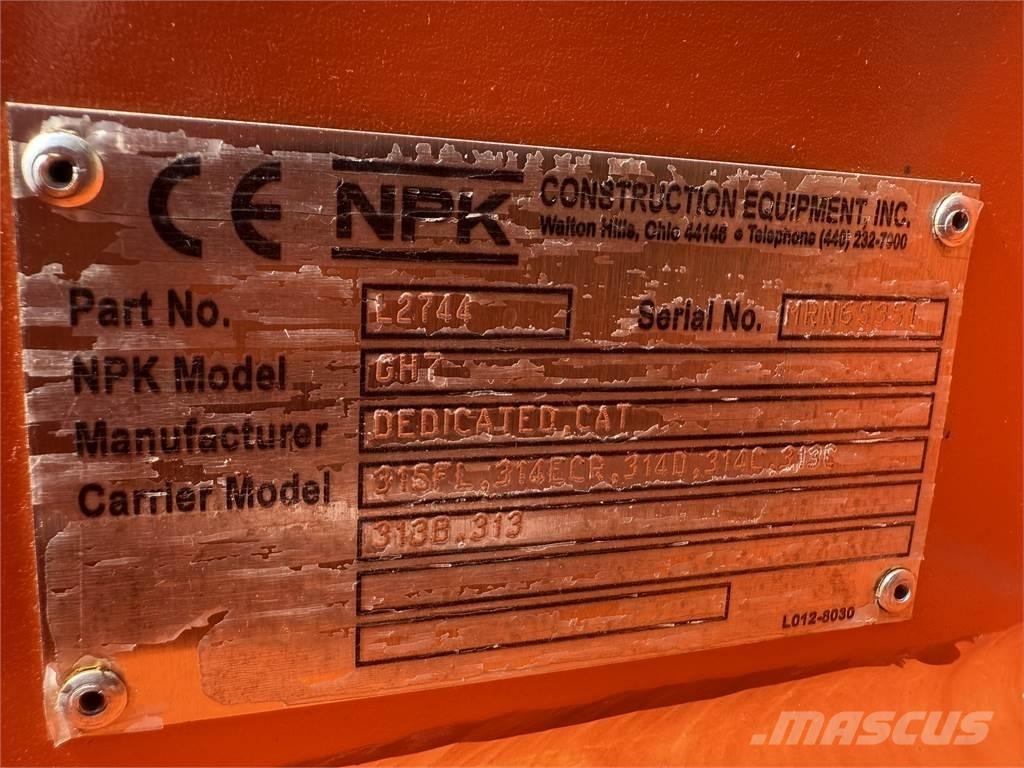 CE NPK CONSTRUCTION EQUIPMENT, INC.
Walton Hills, Ohio 44146 • Telephone (440) 232-7900
Part No. L2744 Serial No.
NPK Model GH7
Manufacturer DEDICATED,CAT
Carrier Model 315FL,314ECR,314D,314C,313C
313B,313
L012-8030
MASCUS